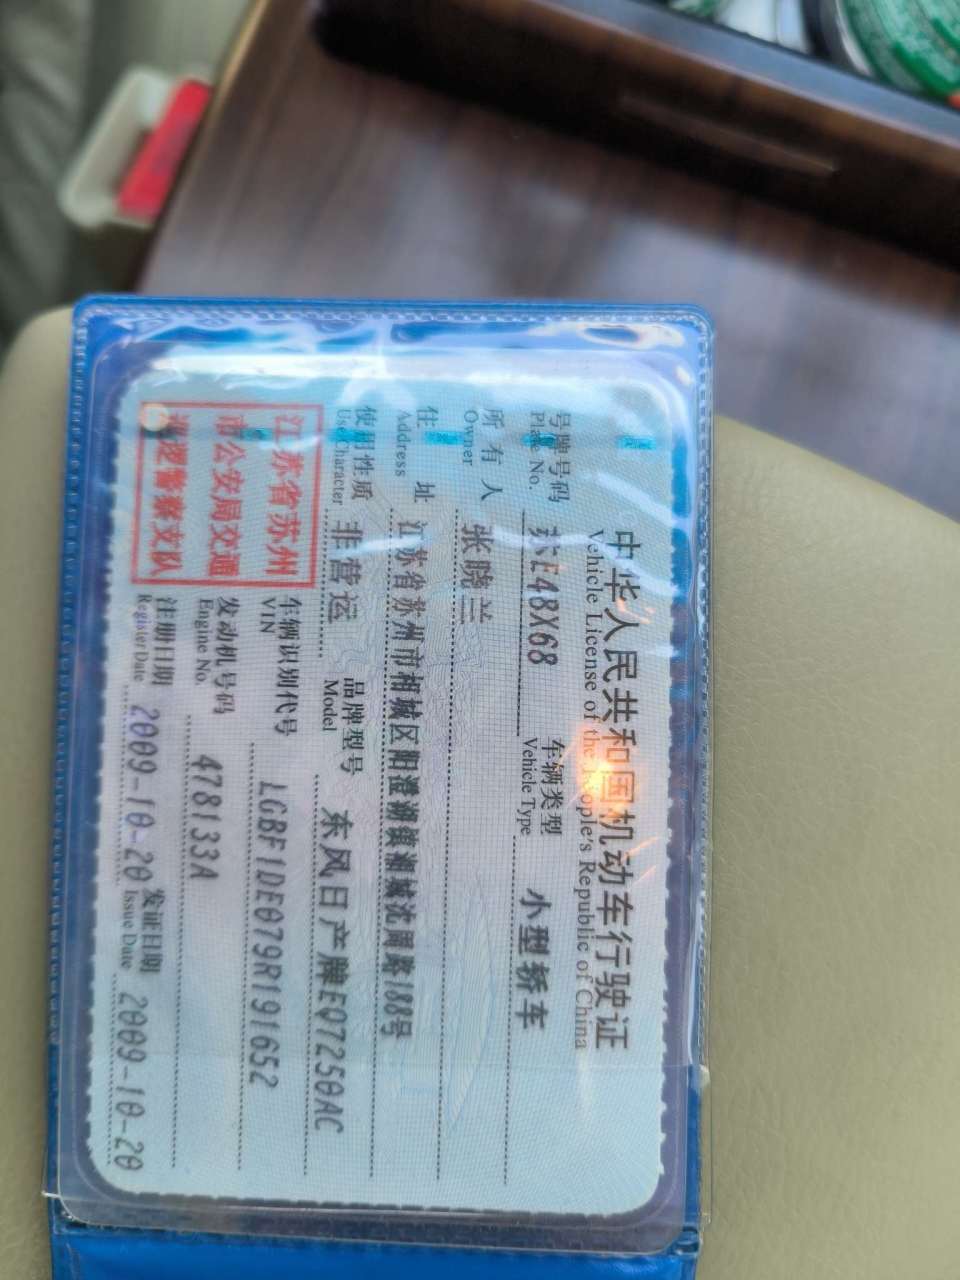 中华人民共和国机动车行驶证
Vehicle License of the People's Republic of China
号牌号码 苏E48X68 车辆类型 小型轿车
Plate No. Vehicle Type
所有人 张晓兰
Owner
住址 江苏省苏州市相城区阳澄湖镇湘城沈周路188号
Address
使用性质 非营运 品牌型号 东风日产牌EQ7250AC
Use Character Model
江苏省苏州
市公安局交通
巡逻警察支队
车辆识别代号 LGBF1DE079R191652
VIN
发动机号码 478133A
Engine No.
注册日期 2009-10-20 发证日期 2009-10-20
Register Date Issue Date